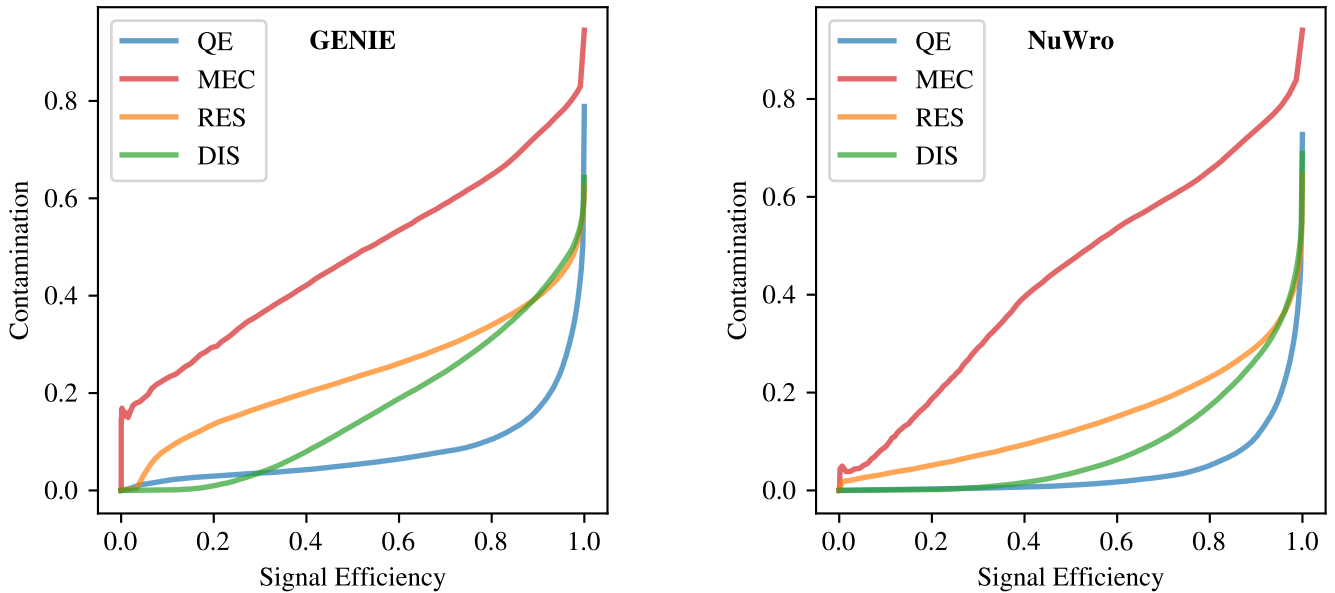 GENIE
QE
MEC
RES
DIS
Contamination
0.8
0.6
0.4
0.2
0.0
0.0 0.2 0.4 0.6 0.8 1.0
Signal Efficiency
NuWro
QE
MEC
RES
DIS
Contamination
0.8
0.6
0.4
0.2
0.0
0.0 0.2 0.4 0.6 0.8 1.0
Signal Efficiency